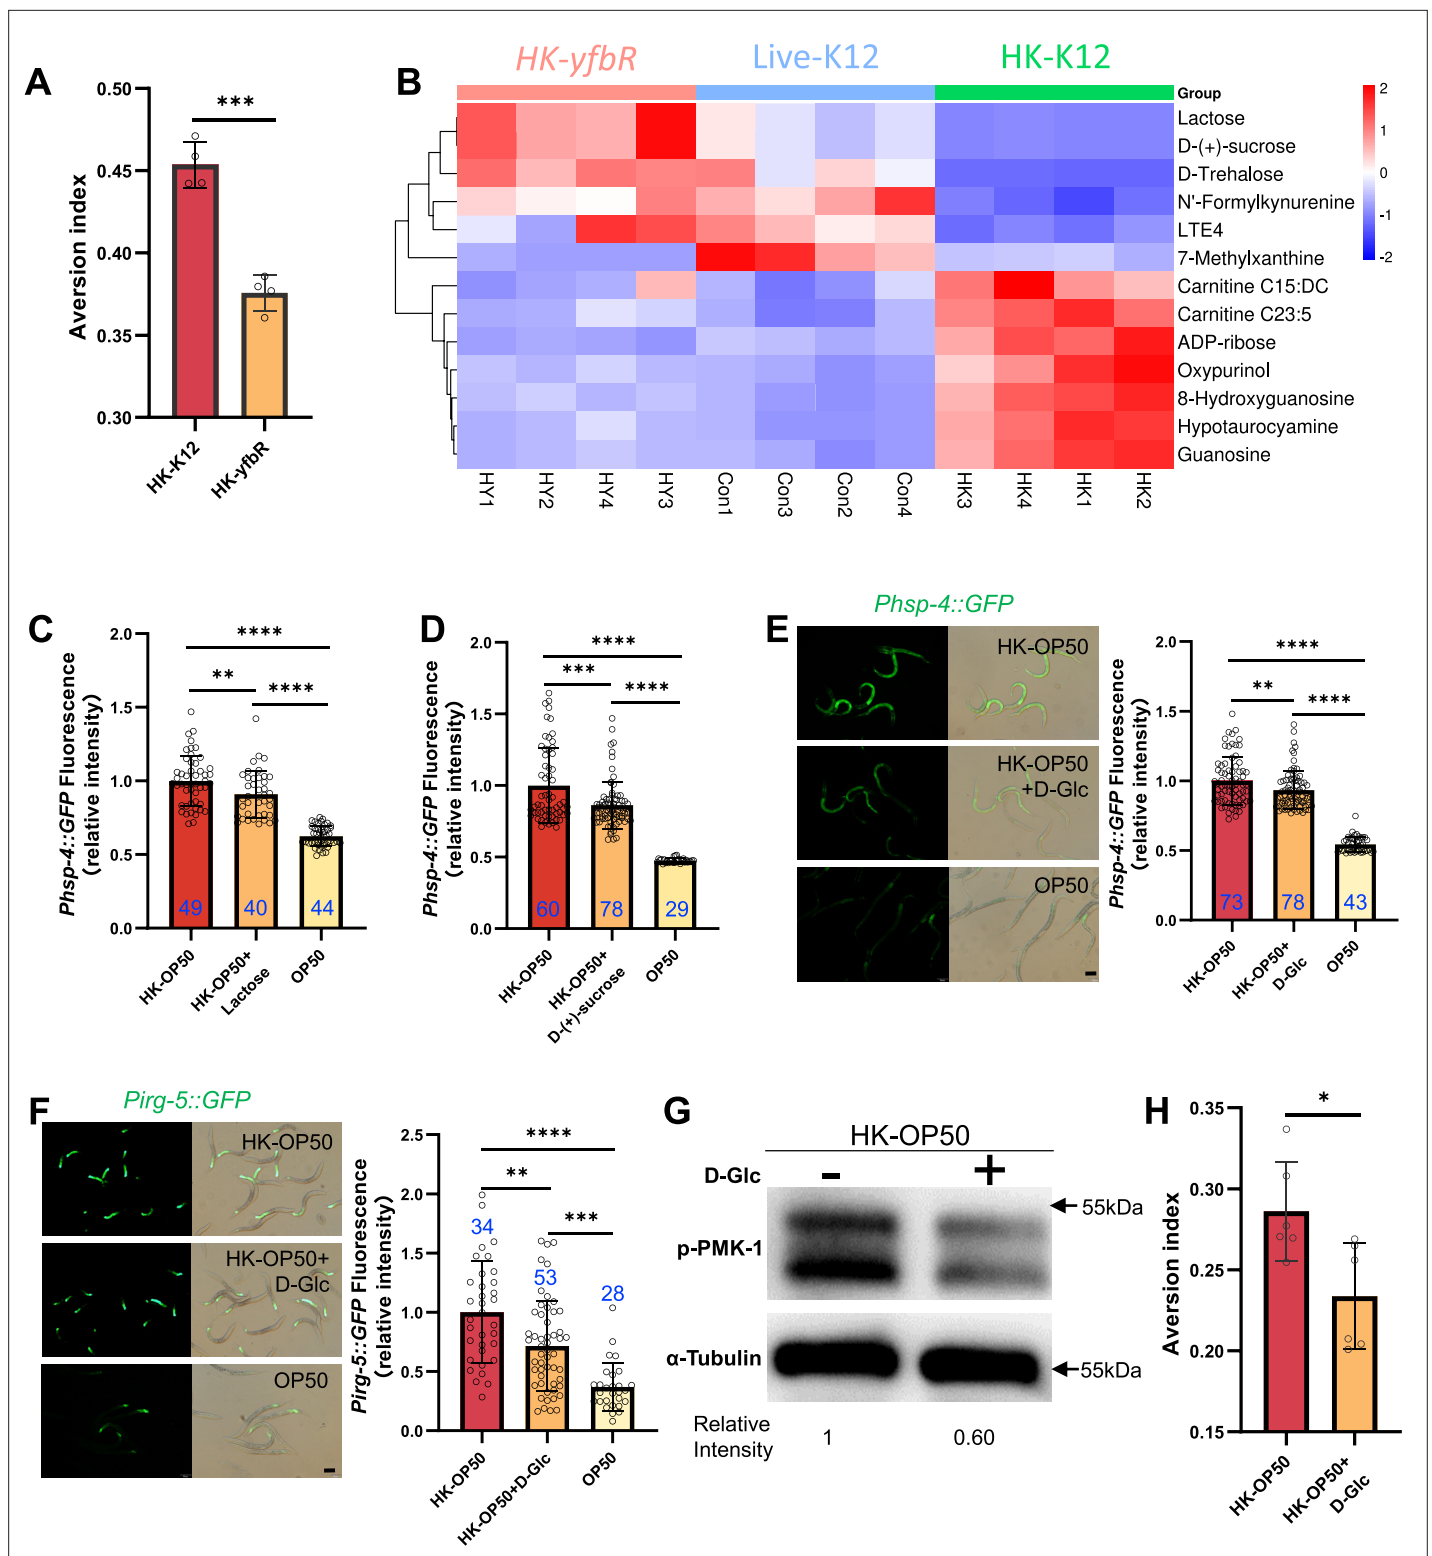 A
Aversion index
0.50
0.45
0.40
0.35
0.30
***
HK-K12
HK-yfbR
B
HK-yfbR
Live-K12
HK-K12
Group
Lactose
D-(+)-sucrose
D-Trehalose
N'-Formylkynurenine
LTE4
7-Methylxanthine
Carnitine C15:DC
Carnitine C23:5
ADP-ribose
Oxypurinol
8-Hydroxyguanosine
Hypotaurocyamine
Guanosine
2
1
0
-1
-2
HY1
HY2
HY4
HY3
Con1
Con3
Con2
Con4
HK3
HK4
HK1
HK2
C
Phsp-4::GFP Fluorescence
(relative intensity)
2.0
1.5
1.0
0.5
0.0
****
**
****
49
40
44
HK-OP50
HK-OP50+
Lactose
OP50
D
Phsp-4::GFP Fluorescence
(relative intensity)
2.0
1.5
1.0
0.5
0.0
****
***
****
60
78
29
HK-OP50
HK-OP50+
D-(+)-sucrose
OP50
E
Phsp-4::GFP
HK-OP50
HK-OP50
+D-Glc
OP50
Phsp-4::GFP Fluorescence
(relative intensity)
2.0
1.5
1.0
0.5
0.0
****
**
****
73
78
43
HK-OP50
HK-OP50+
D-Glc
OP50
F
Pirg-5::GFP
HK-OP50
HK-OP50+
D-Glc
OP50
Pirg-5::GFP Fluorescence
(relative intensity)
2.5
2.0
1.5
1.0
0.5
0.0
****
**
***
34
53
28
HK-OP50
HK-OP50+D-Glc
OP50
G
HK-OP50
D-Glc
-
+
55kDa
p-PMK-1
α-Tubulin
55kDa
Relative
Intensity
1
0.60
H
Aversion index
0.35
0.30
0.25
0.20
0.15
*
HK-OP50
HK-OP50+
D-Glc